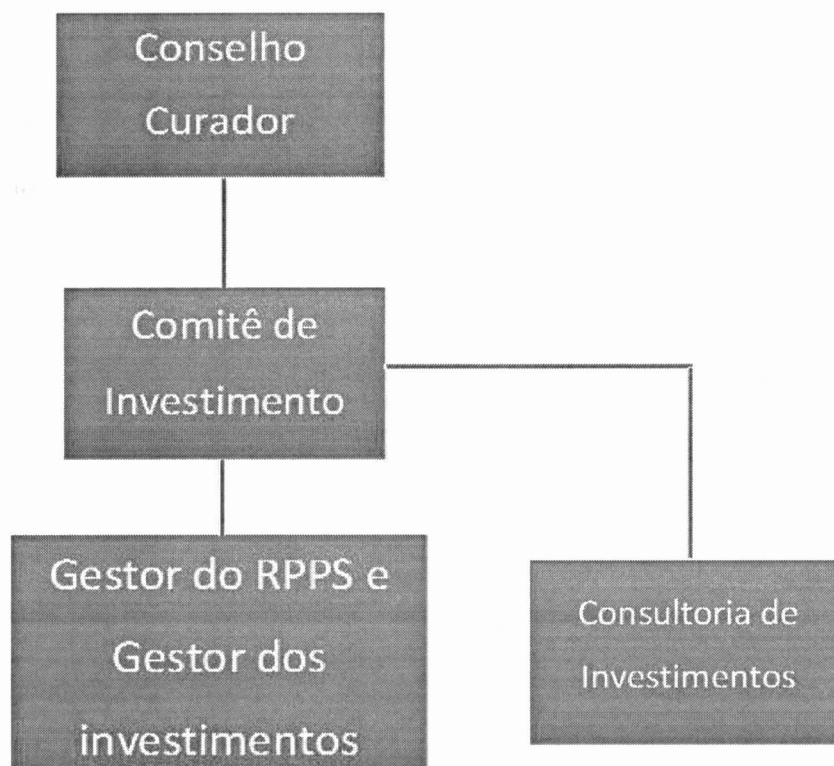 Conselho
Curador
Comitê de
Investimento
Gestor do RPPS e
Gestor dos
investimentos
Consultoria de
Investimentos